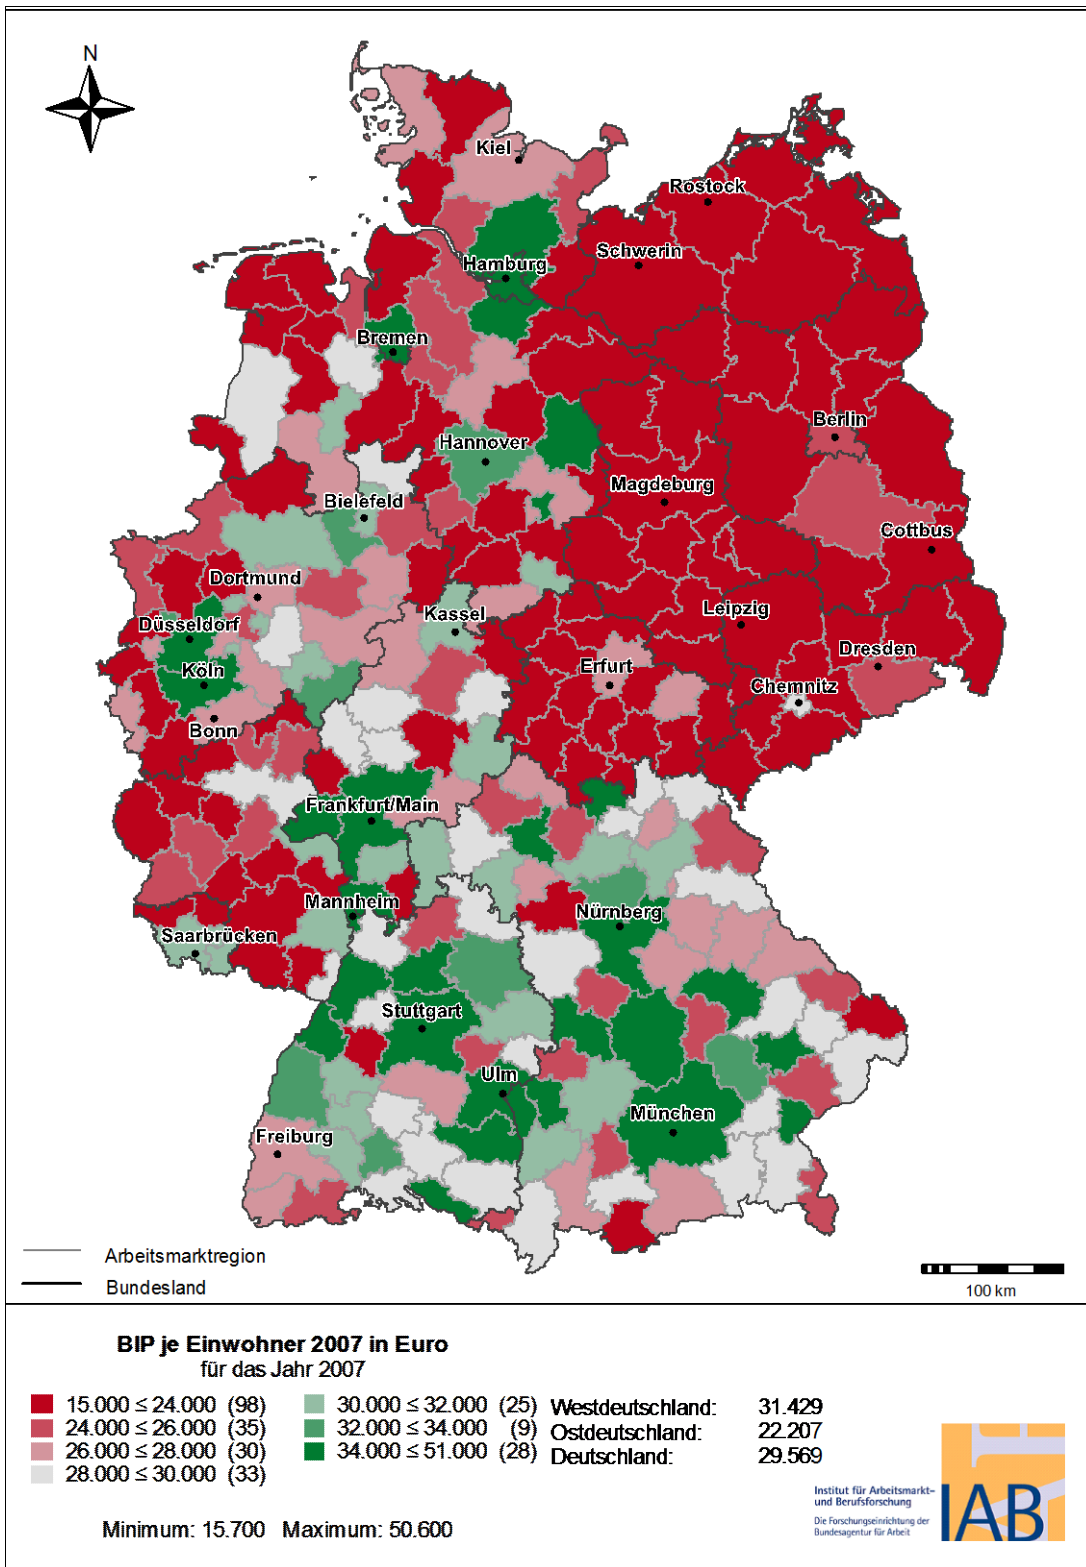 N
Kiel
Rostock
Schwerin
Hamburg
Bremen
Berlin
Hannover
Magdeburg
Bielefeld
Cottbus
Dortmund
Leipzig
Kassel
Düsseldorf
Dresden
Köln
Erfurt
Chemnitz
Bonn
Frankfurt/Main
Mannheim
Nürnberg
Saarbrücken
Stuttgart
Ulm
München
Freiburg
Arbeitsmarktregion
Bundesland
100 km
BIP je Einwohner 2007 in Euro
für das Jahr 2007
15.000 ≤ 24.000 (98)
24.000 ≤ 26.000 (35)
26.000 ≤ 28.000 (30)
28.000 ≤ 30.000 (33)
30.000 ≤ 32.000 (25)
32.000 ≤ 34.000 (9)
34.000 ≤ 51.000 (28)
Westdeutschland: 31.429
Ostdeutschland: 22.207
Deutschland: 29.569
Minimum: 15.700 Maximum: 50.600
Institut für Arbeitsmarkt-
und Berufsforschung
Die Forschungseinrichtung der
Bundesagentur für Arbeit
IAB